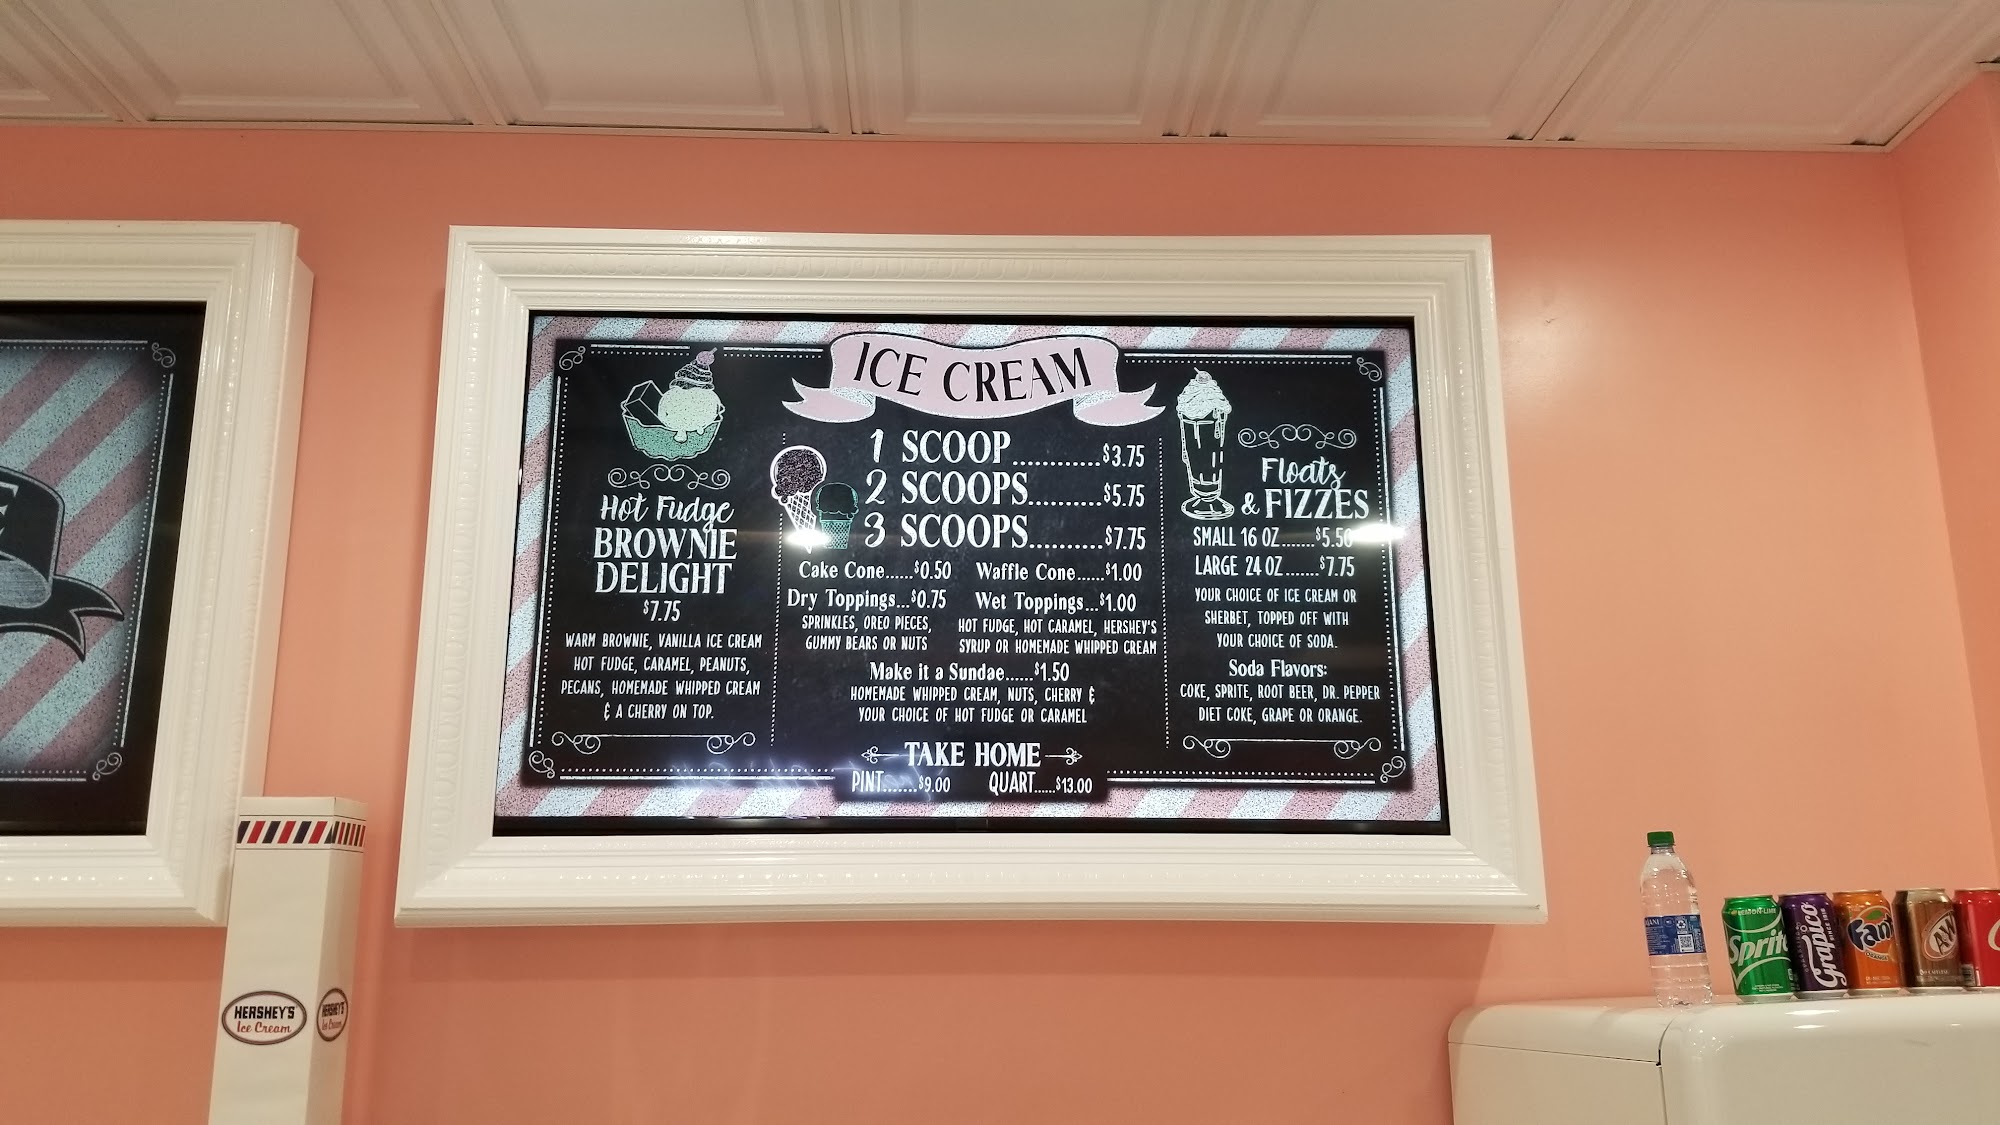 ICE CREAM
Hot Fudge
BROWNIE
DELIGHT
$7.75
WARM BROWNIE, VANILLA ICE CREAM
HOT FUDGE, CARAMEL, PEANUTS,
PECANS, HOMEMADE WHIPPED CREAM
& A CHERRY ON TOP.
1 SCOOP............$3.75
2 SCOOPS..........$5.75
3 SCOOPS..........$7.75
Cake Cone......$0.50 Waffle Cone......$1.00
Dry Toppings...$0.75 Wet Toppings...$1.00
SPRINKLES, OREO PIECES,
GUMMY BEARS OR NUTS
HOT FUDGE, HOT CARAMEL, HERSHEY'S
SYRUP OR HOMEMADE WHIPPED CREAM
Make it a Sundae......$1.50
HOMEMADE WHIPPED CREAM, NUTS, CHERRY &
YOUR CHOICE OF HOT FUDGE OR CARAMEL
TAKE HOME
PINT.......$9.00 QUART......$13.00
Floats
& FIZZES
SMALL 16 OZ.......$5.50
LARGE 24 OZ.......$7.75
YOUR CHOICE OF ICE CREAM OR
SHERBET, TOPPED OFF WITH
YOUR CHOICE OF SODA.
Soda Flavors:
COKE, SPRITE, ROOT BEER, DR. PEPPER
DIET COKE, GRAPE OR ORANGE.
HERSHEY'S
Ice Cream
HERSHEY'S
Ice Cream
LEMON-LIME
Sprite
Grapico
Fanta
ORANGE
A&W